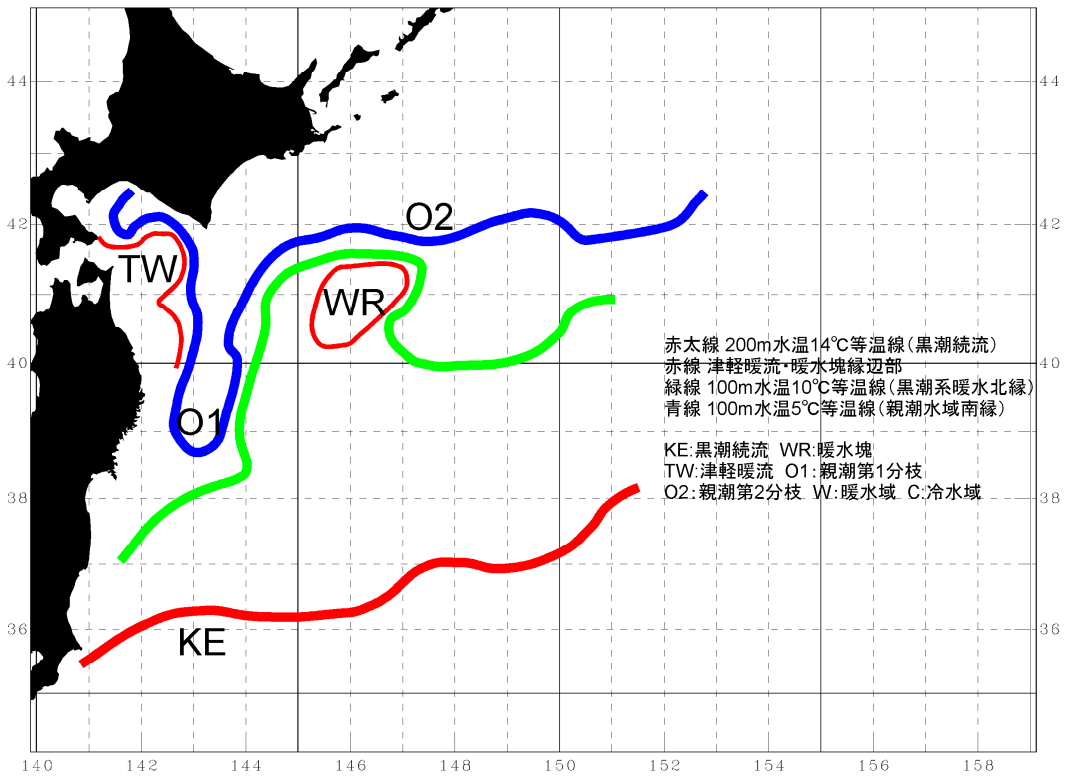 44
44
O2
42
42
TW
WR
赤太線 200m水温14℃等温線(黒潮続流)
40
40
赤線 津軽暖流・暖水塊縁辺部
緑線 100m水温10℃等温線(黒潮系暖水北縁)
青線 100m水温5℃等温線(親潮水域南縁)
O1
KE:黒潮続流 WR:暖水塊
TW:津軽暖流 O1:親潮第1分枝
O2:親潮第2分枝 W:暖水域 C:冷水域
38
38
36
36
KE
140 142 144 146 148 150 152 154 156 158